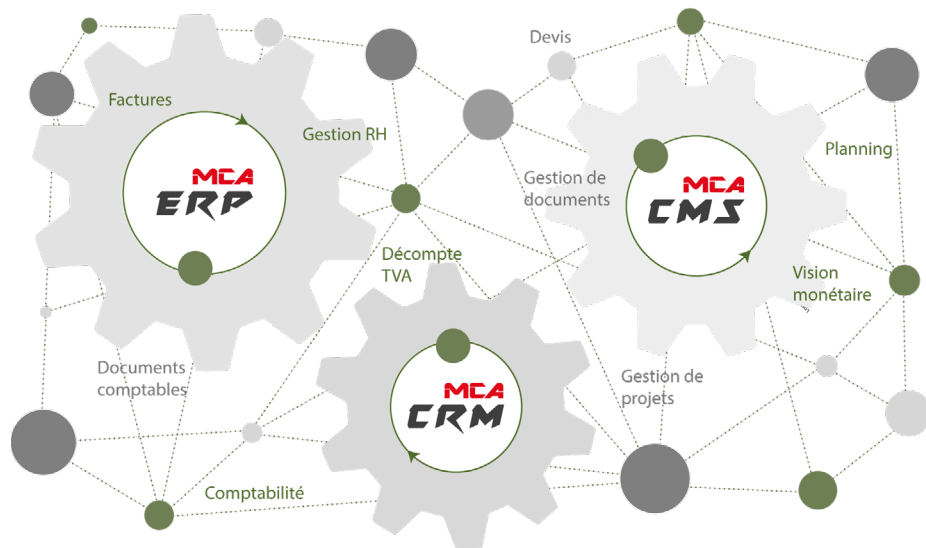 Devis
Factures
Gestion RH
Planning
MCA
ERP
Gestion de
documents
MCA
CMS
Décompte
TVA
Vision
monétaire
Documents
comptables
Gestion de
projets
MCA
CRM
Comptabilité